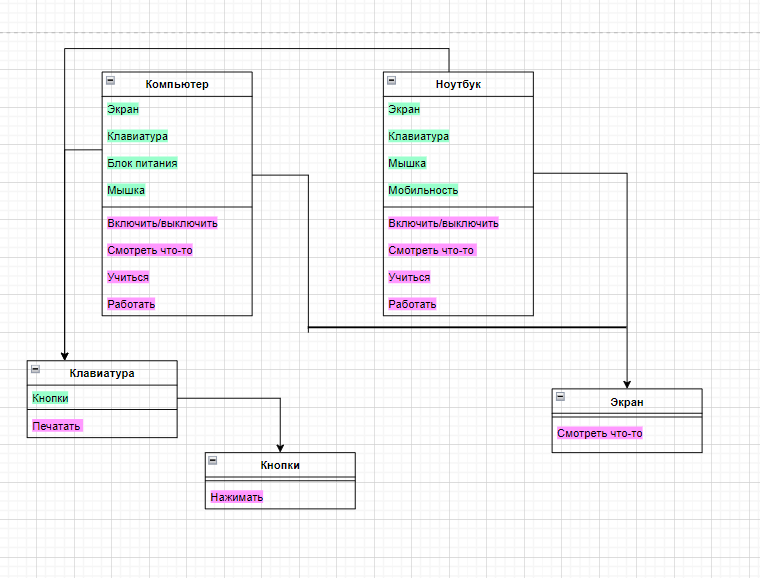 Компьютер
Экран
Клавиатура
Блок питания
Мышка
Включить/выключить
Смотреть что-то
Учиться
Работать
Ноутбук
Экран
Клавиатура
Мышка
Мобильность
Включить/выключить
Смотреть что-то
Учиться
Работать
Клавиатура
Кнопки
Печатать
Кнопки
Нажимать
Экран
Смотреть что-то